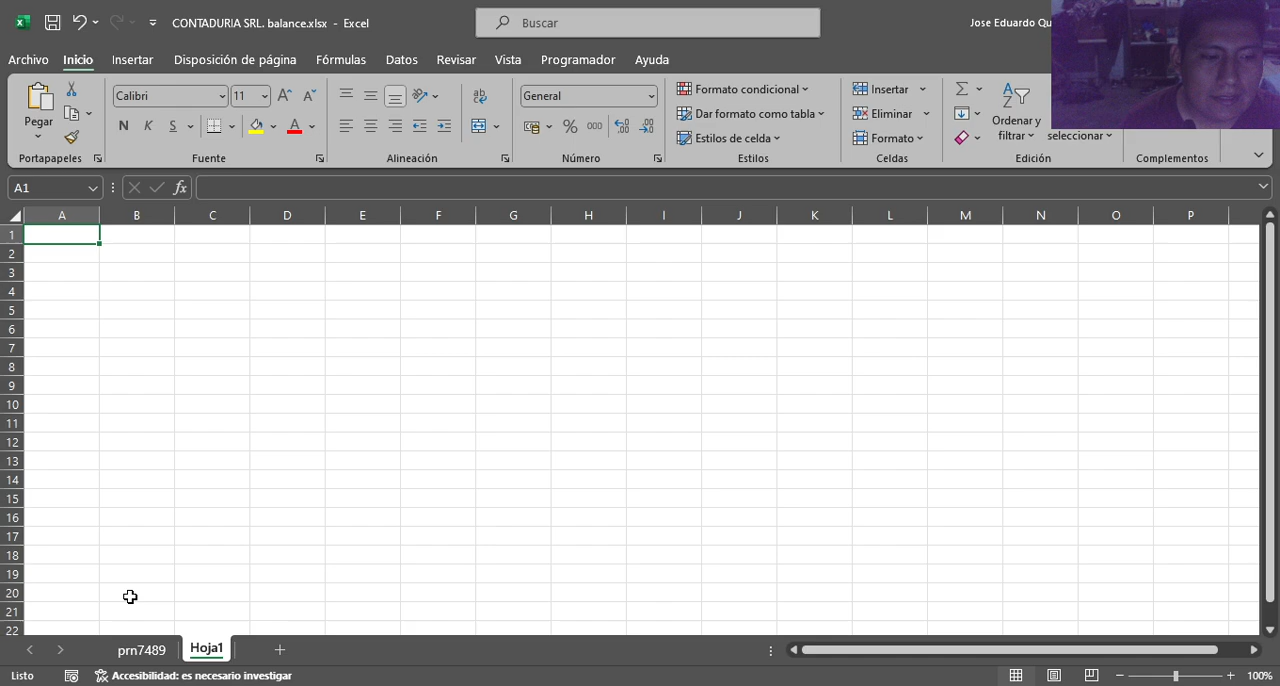 CONTADURIA SRL. balance.xlsx - Excel
Buscar
Jose Eduardo Qu
Archivo Inicio Insertar Disposición de página Fórmulas Datos Revisar Vista Programador Ayuda
Pegar
Calibri 11
N K S
General
% 000
Formato condicional
Dar formato como tabla
Estilos de celda
Insertar
Eliminar
Formato
Ordenar y
filtrar
seleccionar
Portapapeles Fuente Alineación Número Estilos Celdas Edición Complementos
A1 fx
A B C D E F G H I J K L M N O P
1
2
3
4
5
6
7
8
9
10
11
12
13
14
15
16
17
18
19
20
21
22
prn7489 Hoja1
Listo Accesibilidad: es necesario investigar 100%